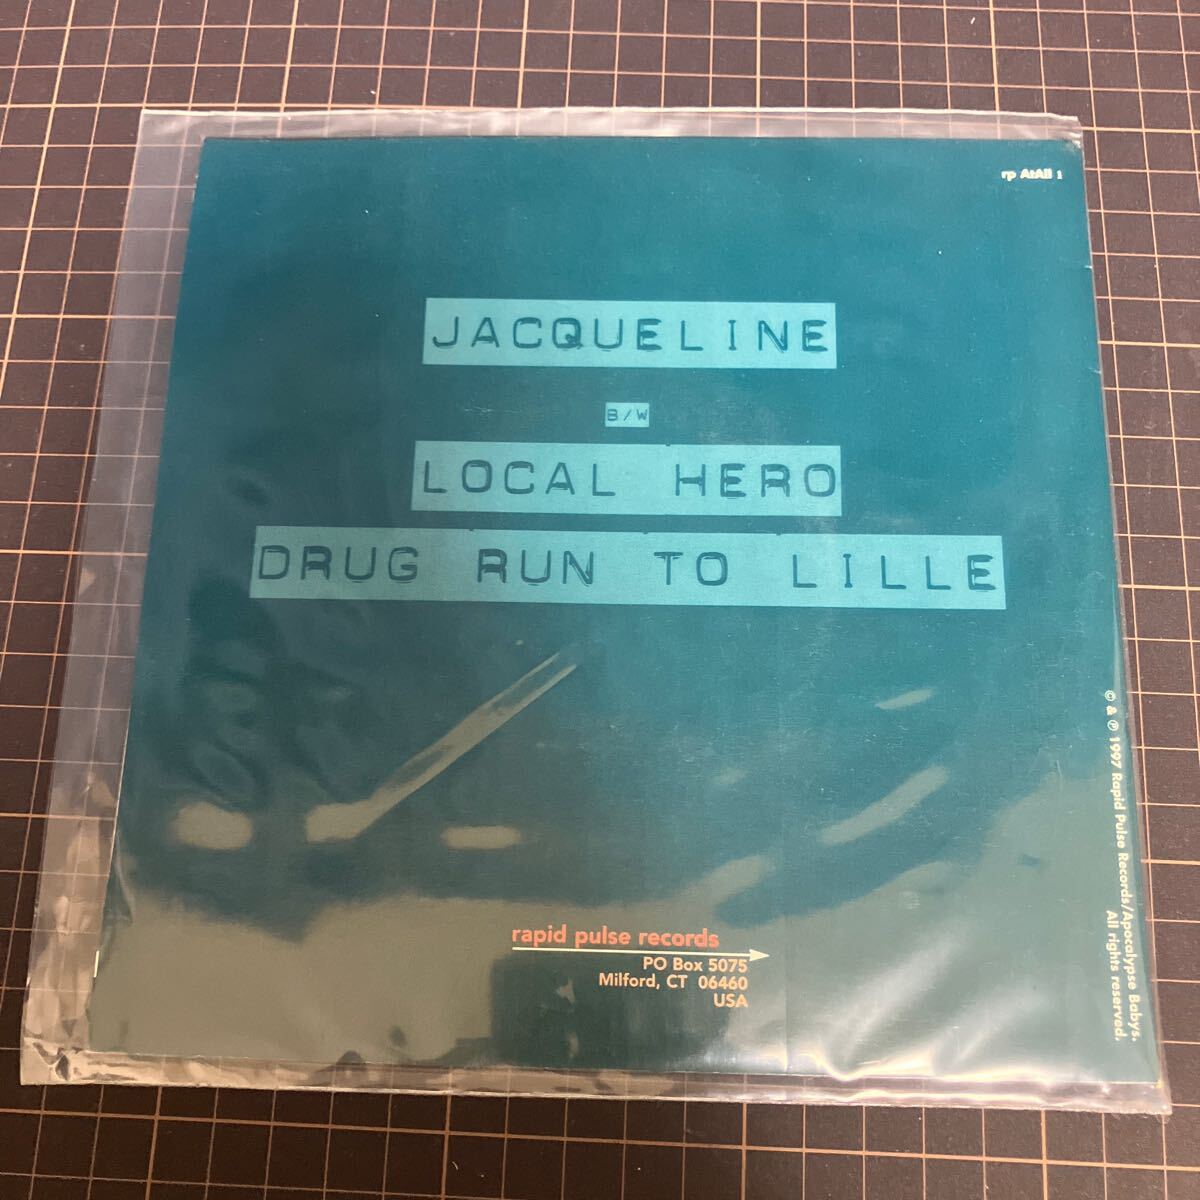 rp AtAll 1
JACQUELINE
B/W
LOCAL HERO
DRUG RUN TO LILLE
© & ℗ 1997 Rapid Pulse Records/Apocalypse Babys.
All rights reserved.
rapid pulse records
PO Box 5075
Milford, CT 06460
USA